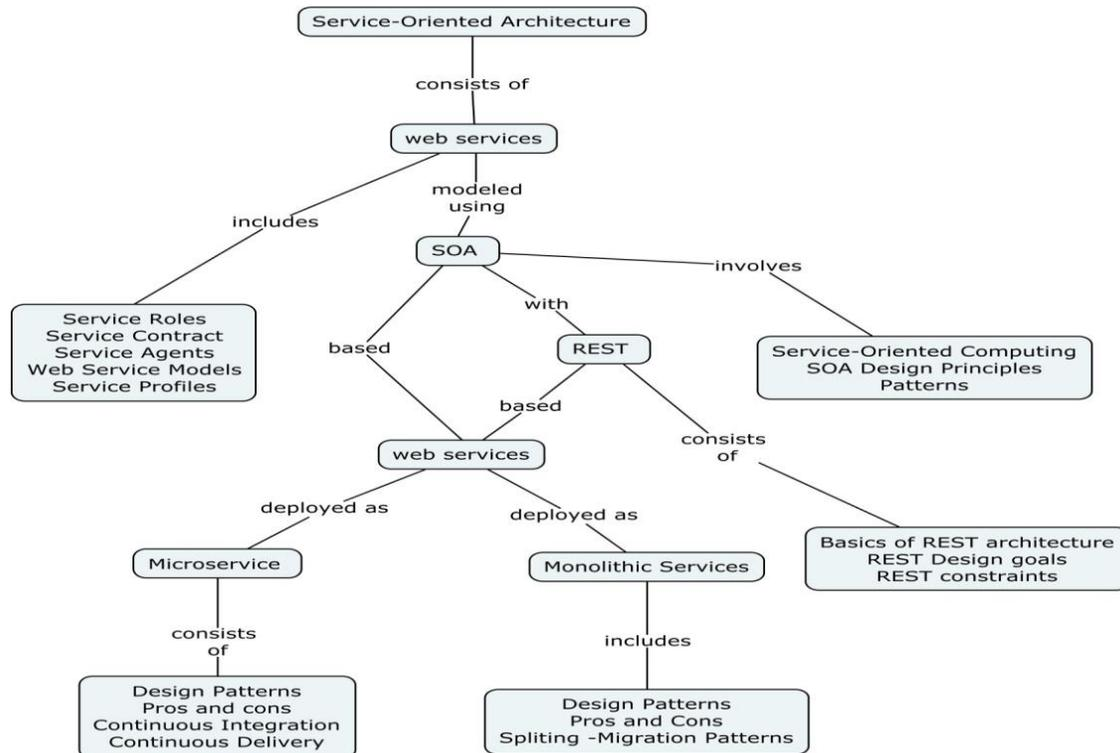 Service-Oriented Architecture
consists of
web services
modeled
using
includes
SOA
involves
with
Service Roles
Service Contract
Service Agents
Web Service Models
Service Profiles
based
REST
Service-Oriented Computing
SOA Design Principles
Patterns
based
consists
of
web services
deployed as
deployed as
Basics of REST architecture
REST Design goals
REST constraints
Microservice
Monolithic Services
consists
of
includes
Design Patterns
Pros and cons
Continuous Integration
Continuous Delivery
Design Patterns
Pros and Cons
Spliting -Migration Patterns